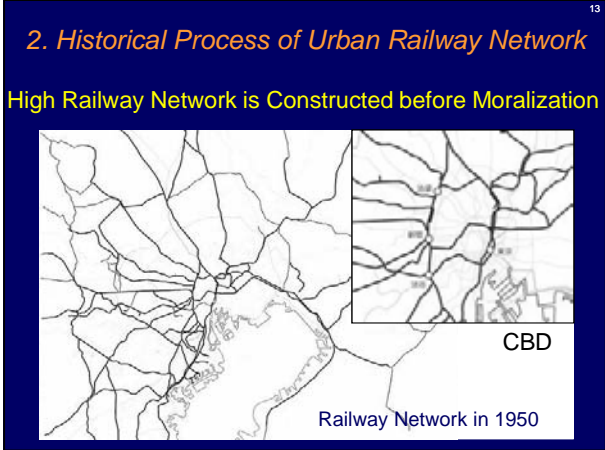 13
2. Historical Process of Urban Railway Network
High Railway Network is Constructed before Moralization
CBD
Railway Network in 1950